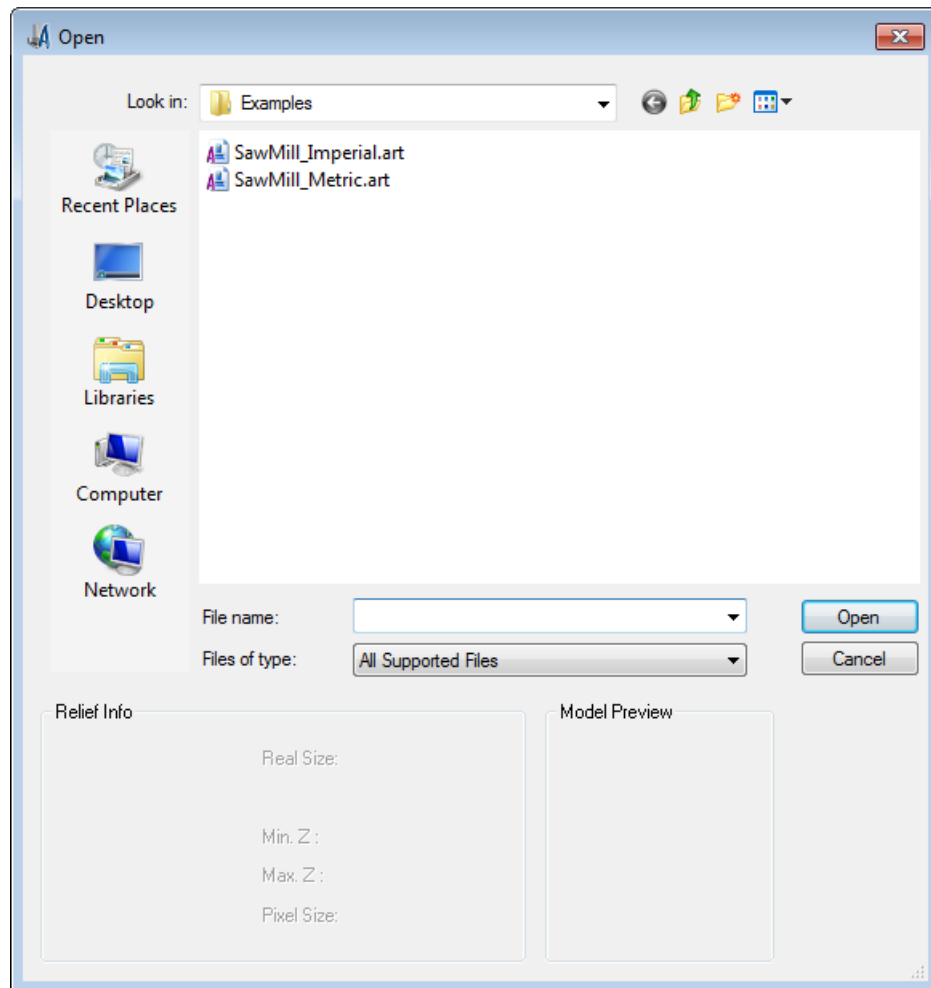 Open
Look in: Examples
SawMill_Imperial.art
SawMill_Metric.art
Recent Places
Desktop
Libraries
Computer
Network
File name: Open
Files of type: All Supported Files Cancel
Relief Info Model Preview
Real Size:
Min. Z :
Max. Z :
Pixel Size: